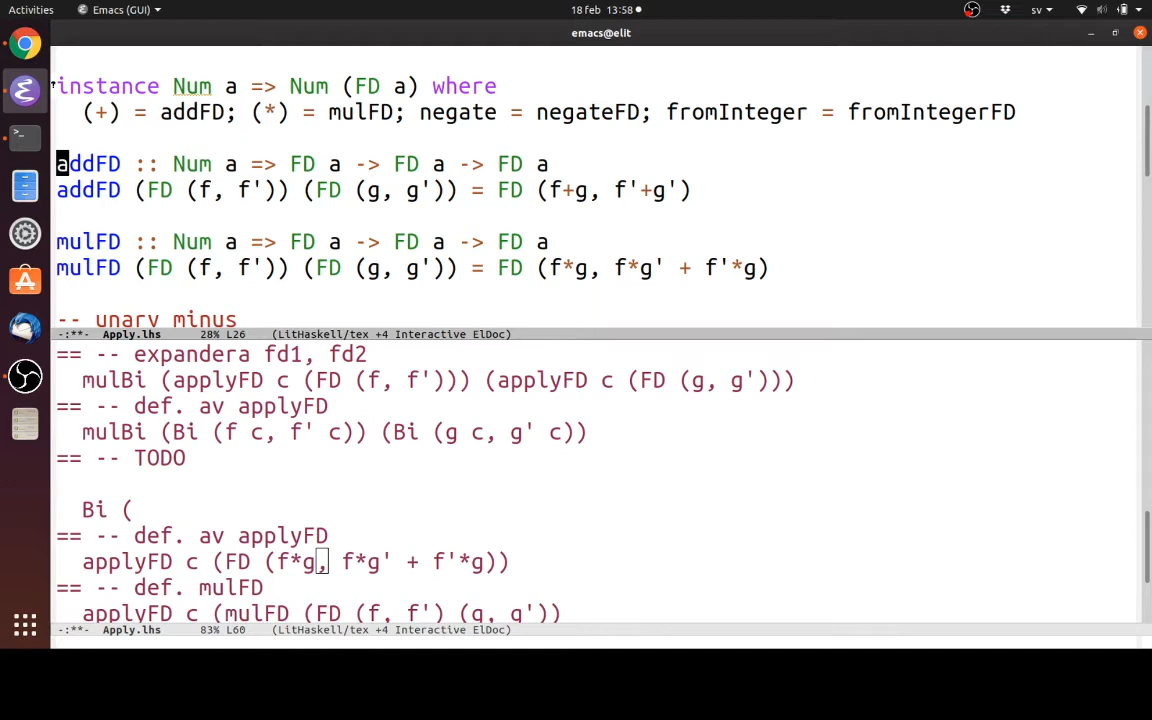 Activities Emacs (GUI) 18 feb 13:58 sv
emacs@elit
instance Num a => Num (FD a) where
(+) = addFD; (*) = mulFD; negate = negateFD; fromInteger = fromIntegerFD
addFD :: Num a => FD a -> FD a -> FD a
addFD (FD (f, f')) (FD (g, g')) = FD (f+g, f'+g')
mulFD :: Num a => FD a -> FD a -> FD a
mulFD (FD (f, f')) (FD (g, g')) = FD (f*g, f*g' + f'*g)
-- unary minus
-:**- Apply.lhs 28% L26 (LitHaskell/tex +4 Interactive ElDoc)
== -- expandera fd1, fd2
mulBi (applyFD c (FD (f, f'))) (applyFD c (FD (g, g')))
== -- def. av applyFD
mulBi (Bi (f c, f' c)) (Bi (g c, g' c))
== -- TODO
Bi (
== -- def. av applyFD
applyFD c (FD (f*g, f*g' + f'*g))
== -- def. mulFD
applyFD c (mulFD (FD (f, f') (g, g'))
-:**- Apply.lhs 83% L60 (LitHaskell/tex +4 Interactive ElDoc)